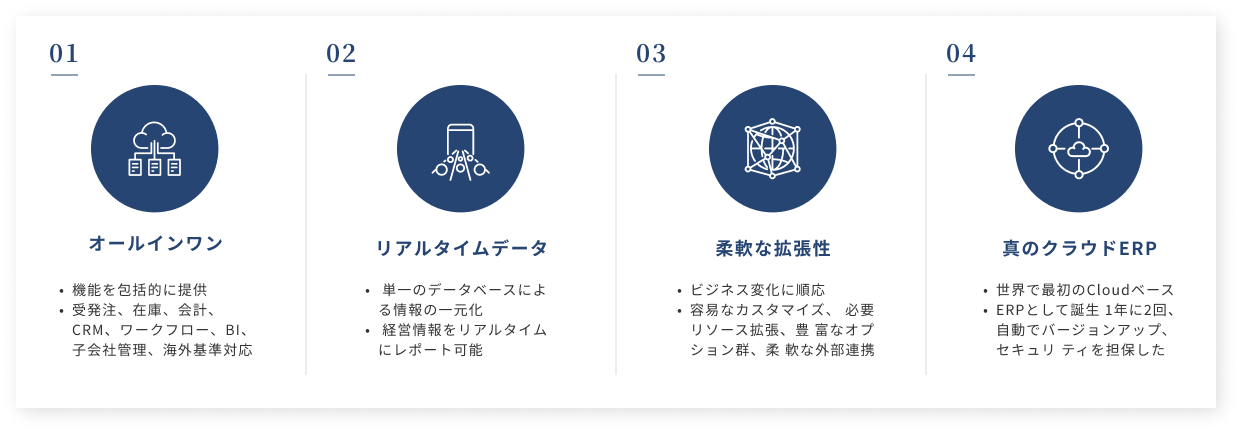 01
オールインワン
• 機能を包括的に提供
• 受発注、在庫、会計、
CRM、ワークフロー、BI、
子会社管理、海外基準対応
02
リアルタイムデータ
• 単一のデータベースによ
る情報の一元化
• 経営情報をリアルタイム
にレポート可能
03
柔軟な拡張性
• ビジネス変化に順応
• 容易なカスタマイズ、 必要
リソース拡張、豊 富なオプ
ション群、柔 軟な外部連携
04
真のクラウドERP
• 世界で最初のCloudベース
• ERPとして誕生 1年に2回、
自動でバージョンアップ、
セキュリ ティを担保した